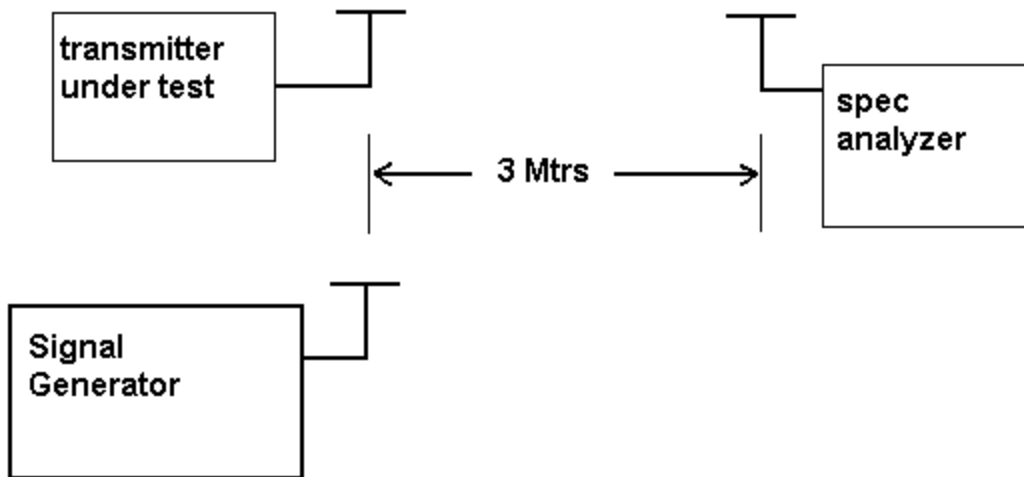 transmitter
under test
spec
analyzer
3 Mtrs
Signal
Generator